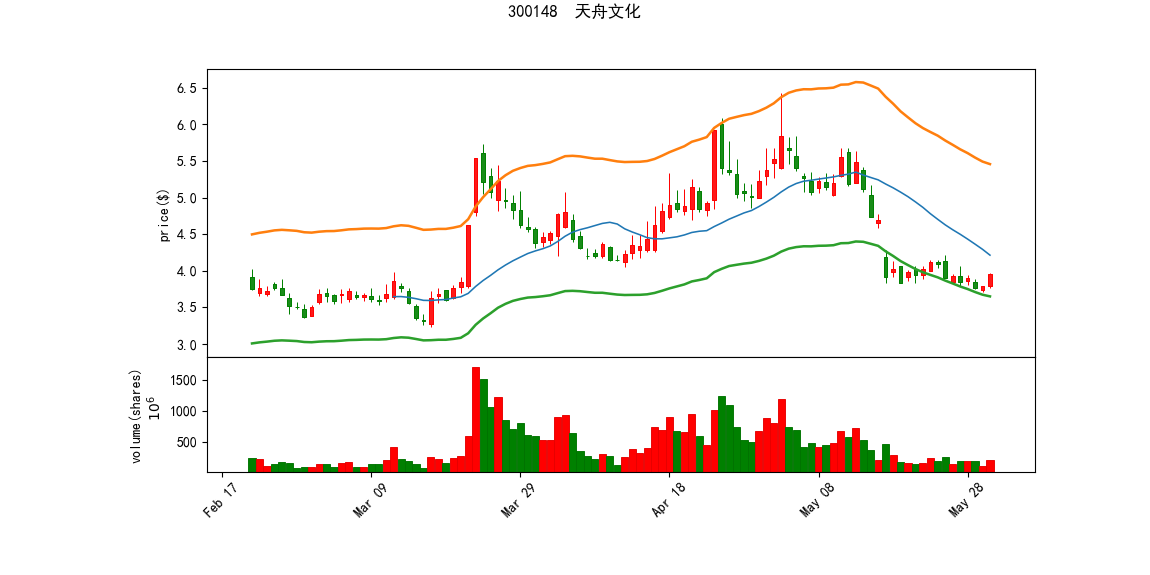 300148 天舟文化
price($)
6.5
6.0
5.5
5.0
4.5
4.0
3.5
3.0
volume(shares)
10^6
1500
1000
500
Feb 17
Mar 09
Mar 29
Apr 18
May 08
May 28